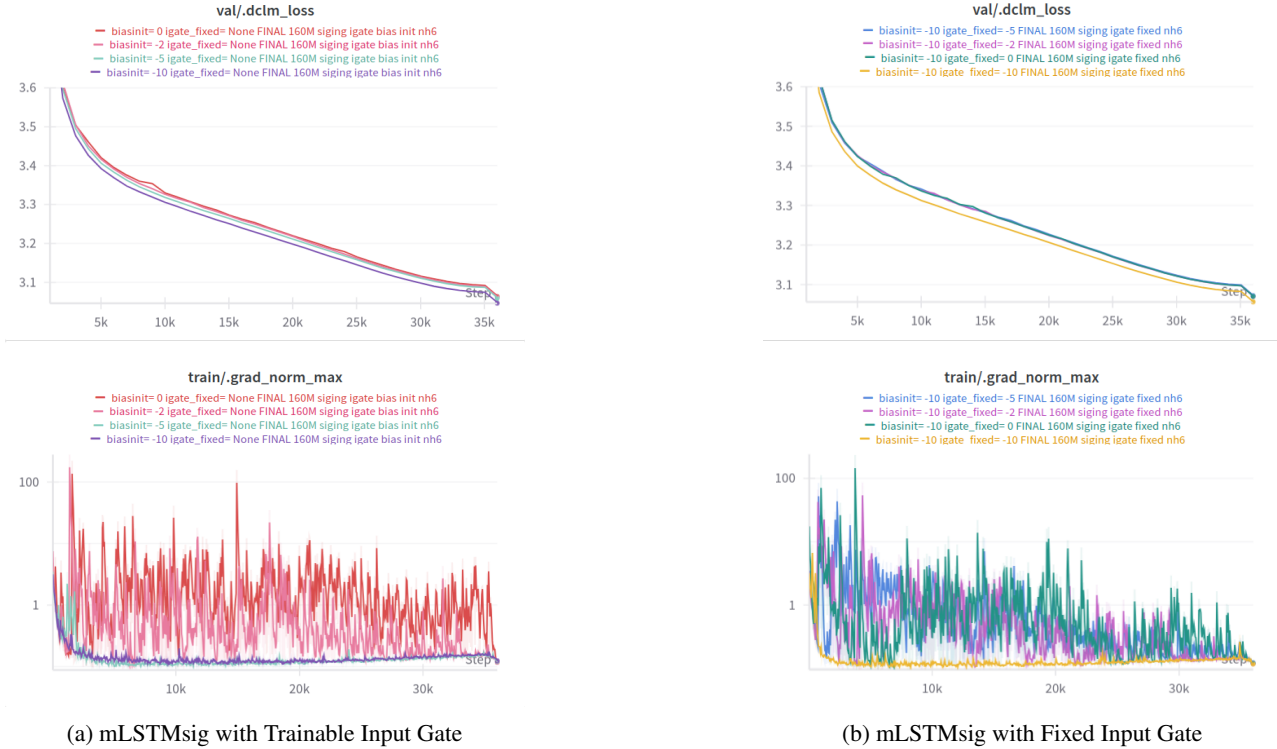 val/.dclm_loss
biasinit= 0 igate_fixed= None FINAL 160M siging igate bias init nh6
biasinit= -2 igate_fixed= None FINAL 160M siging igate bias init nh6
biasinit= -5 igate_fixed= None FINAL 160M siging igate bias init nh6
biasinit= -10 igate_fixed= None FINAL 160M siging igate bias init nh6
3.6
3.5
3.4
3.3
3.2
3.1
Step
5k 10k 15k 20k 25k 30k 35k
val/.dclm_loss
biasinit= -10 igate_fixed= -5 FINAL 160M siging igate fixed nh6
biasinit= -10 igate_fixed= -2 FINAL 160M siging igate fixed nh6
biasinit= -10 igate_fixed= 0 FINAL 160M siging igate fixed nh6
biasinit= -10 igate_fixed= -10 FINAL 160M siging igate fixed nh6
3.6
3.5
3.4
3.3
3.2
3.1
Step
5k 10k 15k 20k 25k 30k 35k
train/.grad_norm_max
biasinit= 0 igate_fixed= None FINAL 160M siging igate bias init nh6
biasinit= -2 igate_fixed= None FINAL 160M siging igate bias init nh6
biasinit= -5 igate_fixed= None FINAL 160M siging igate bias init nh6
biasinit= -10 igate_fixed= None FINAL 160M siging igate bias init nh6
100
1
Step
10k 20k 30k
train/.grad_norm_max
biasinit= -10 igate_fixed= -5 FINAL 160M siging igate fixed nh6
biasinit= -10 igate_fixed= -2 FINAL 160M siging igate fixed nh6
biasinit= -10 igate_fixed= 0 FINAL 160M siging igate fixed nh6
biasinit= -10 igate_fixed= -10 FINAL 160M siging igate fixed nh6
100
1
Step
10k 20k 30k
(a) mLSTMsig with Trainable Input Gate
(b) mLSTMsig with Fixed Input Gate